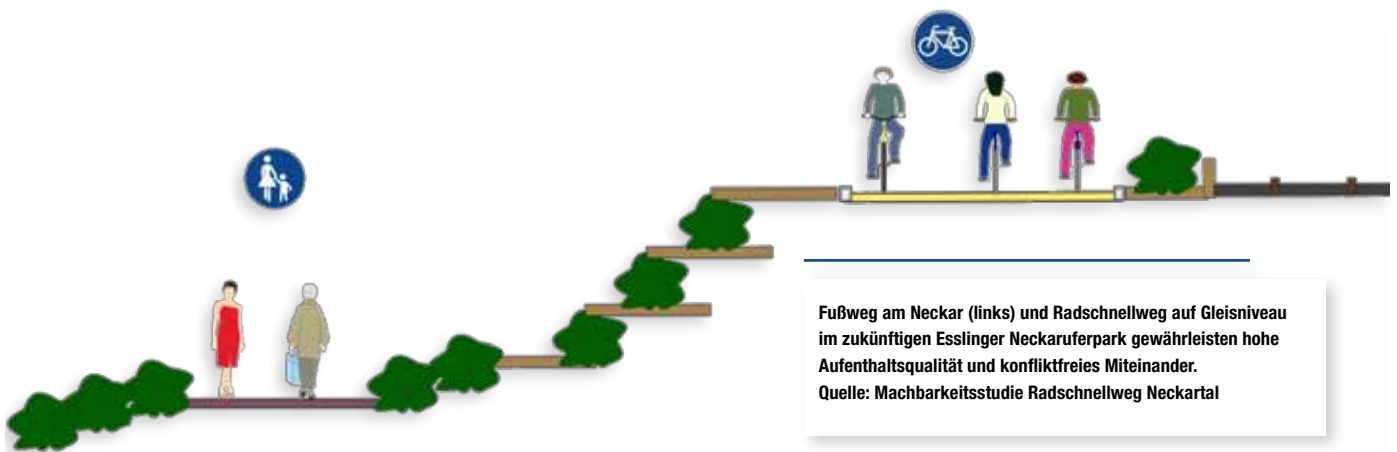 Fußweg am Neckar (links) und Radschnellweg auf Gleisniveau
im zukünftigen Esslinger Neckaruferpark gewährleisten hohe
Aufenthaltsqualität und konfliktfreies Miteinander.
Quelle: Machbarkeitsstudie Radschnellweg Neckartal